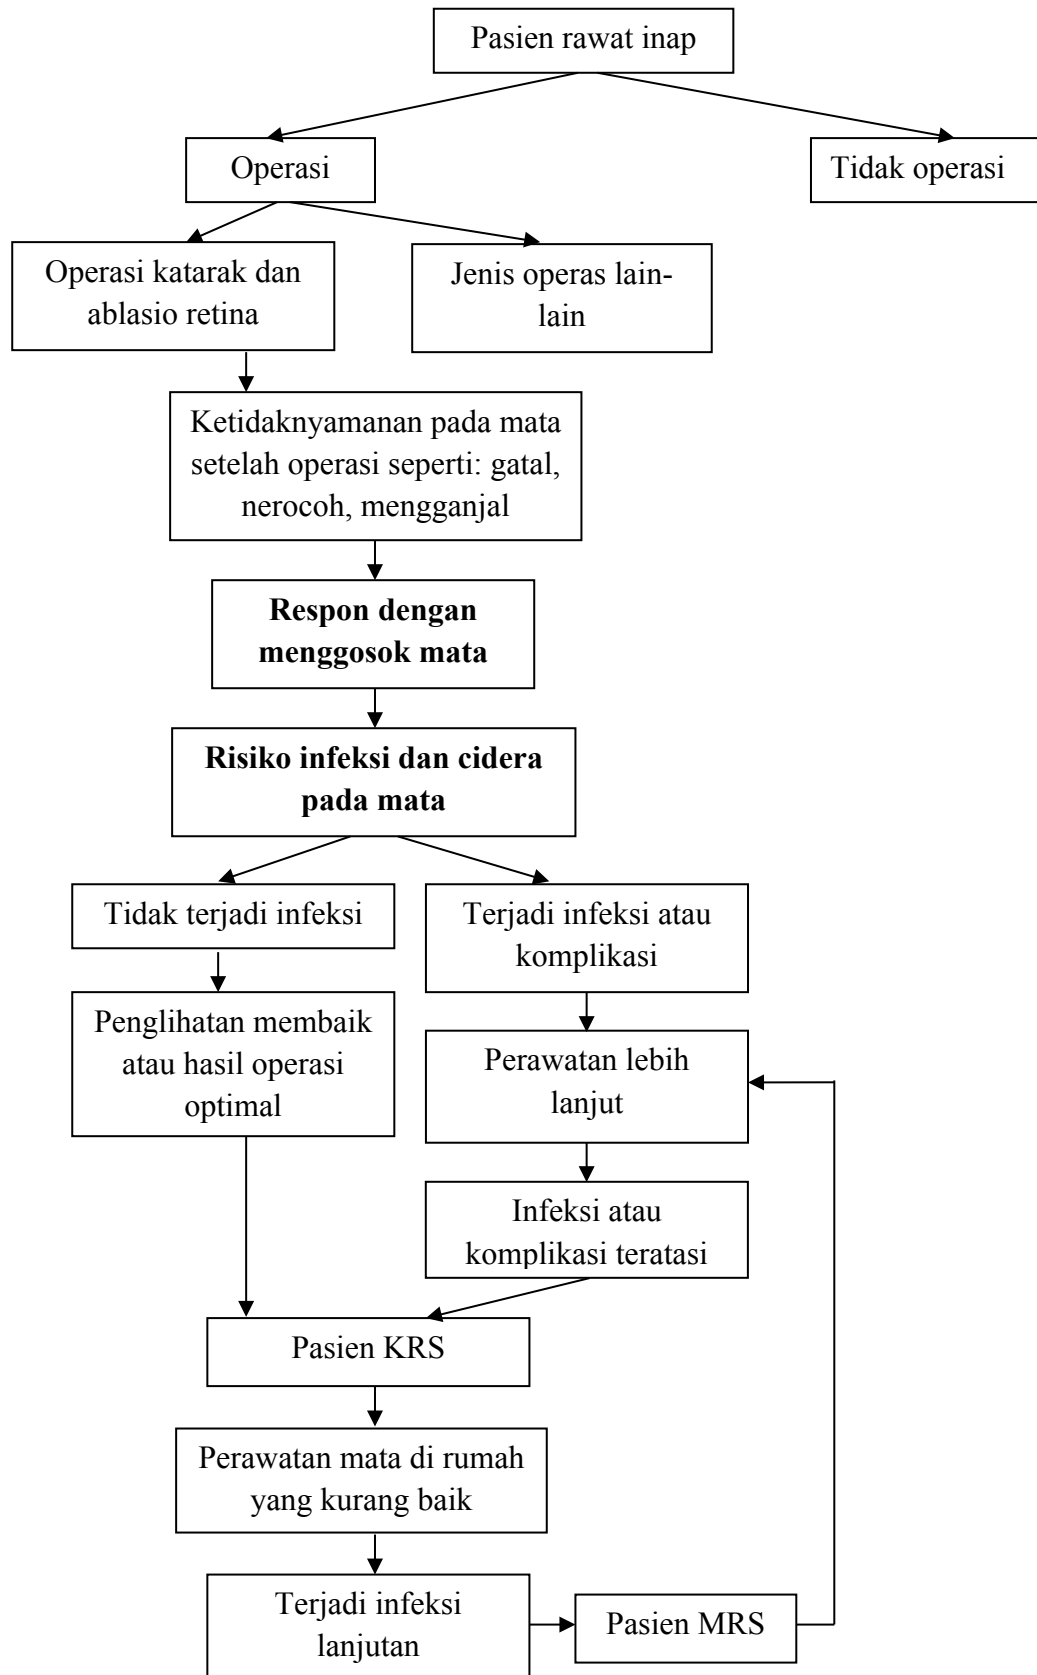 Pasien rawat inap
Operasi
Tidak operasi
Operasi katarak dan
ablasio retina
Jenis operas lain-
lain
Ketidaknyamanan pada mata
setelah operasi seperti: gatal,
nerocoh, mengganjal
Respon dengan
menggosok mata
Risiko infeksi dan cidera
pada mata
Tidak terjadi infeksi
Terjadi infeksi atau
komplikasi
Penglihatan membaik
atau hasil operasi
optimal
Perawatan lebih
lanjut
Infeksi atau
komplikasi teratasi
Pasien KRS
Perawatan mata di rumah
yang kurang baik
Terjadi infeksi
lanjutan
Pasien MRS